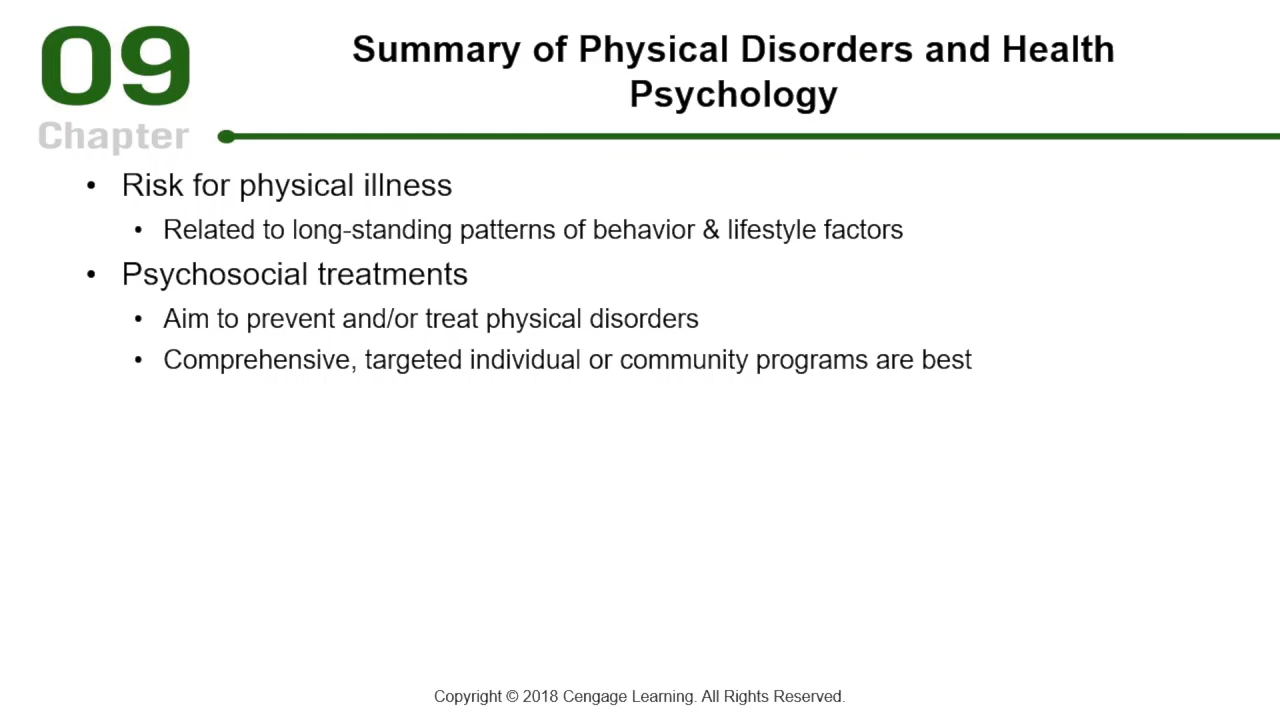 09
Chapter
Summary of Physical Disorders and Health
Psychology
• Risk for physical illness
• Related to long-standing patterns of behavior & lifestyle factors
• Psychosocial treatments
• Aim to prevent and/or treat physical disorders
• Comprehensive, targeted individual or community programs are best
Copyright © 2018 Cengage Learning. All Rights Reserved.